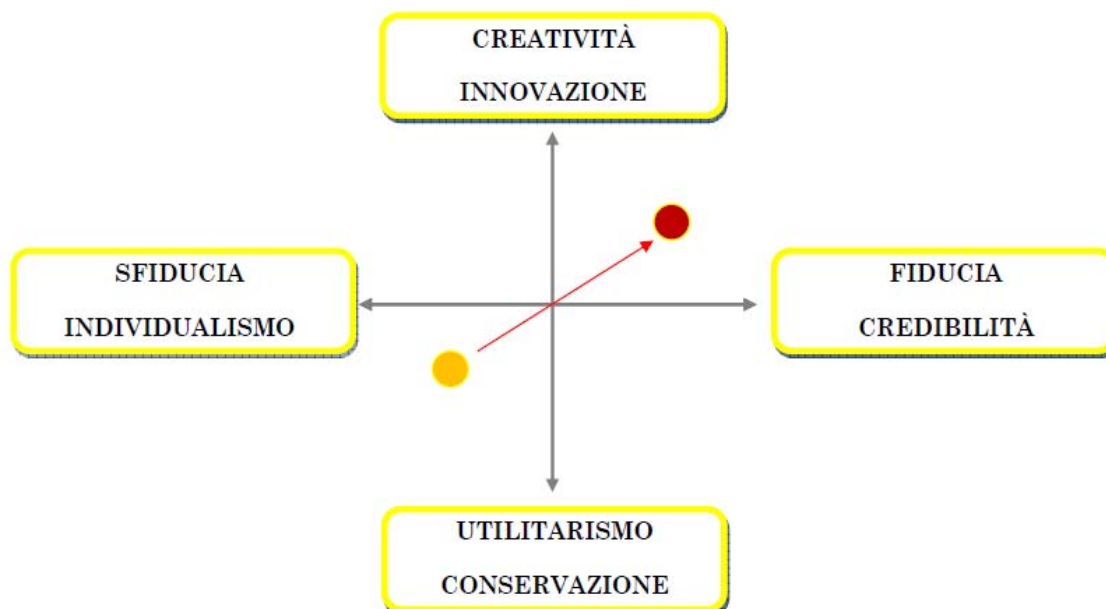 CREATIVITÀ
INNOVAZIONE
SFIDUCIA
INDIVIDUALISMO
FIDUCIA
CREDIBILITÀ
UTILITARISMO
CONSERVAZIONE